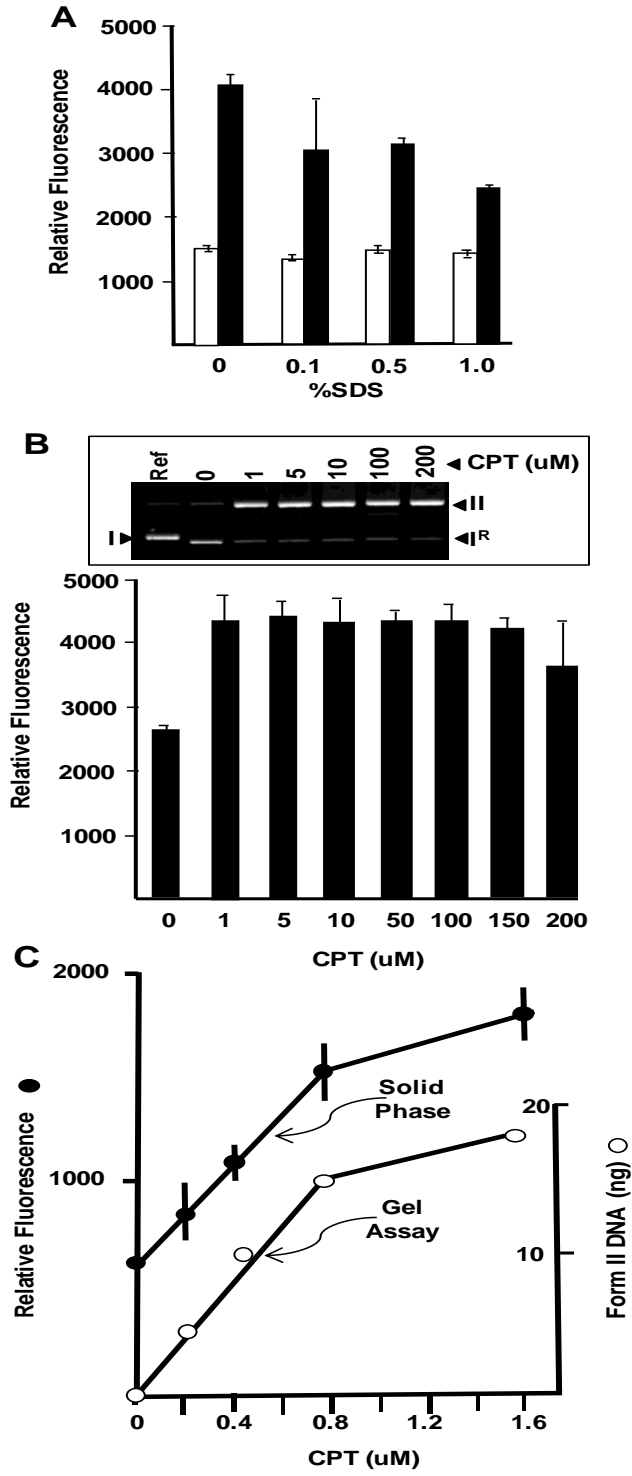 A
5000
4000
3000
2000
1000
Relative Fluorescence
0 0.1 0.5 1.0
%SDS
B
Ref 0 1 5 10 100 200 CPT (uM)
II
I
I^R
5000
4000
3000
2000
1000
Relative Fluorescence
0 1 5 10 50 100 150 200
CPT (uM)
C
2000
1000
Relative Fluorescence
Solid
Phase
Gel
Assay
20
10
Form II DNA (ng)
0 0.4 0.8 1.2 1.6
CPT (uM)